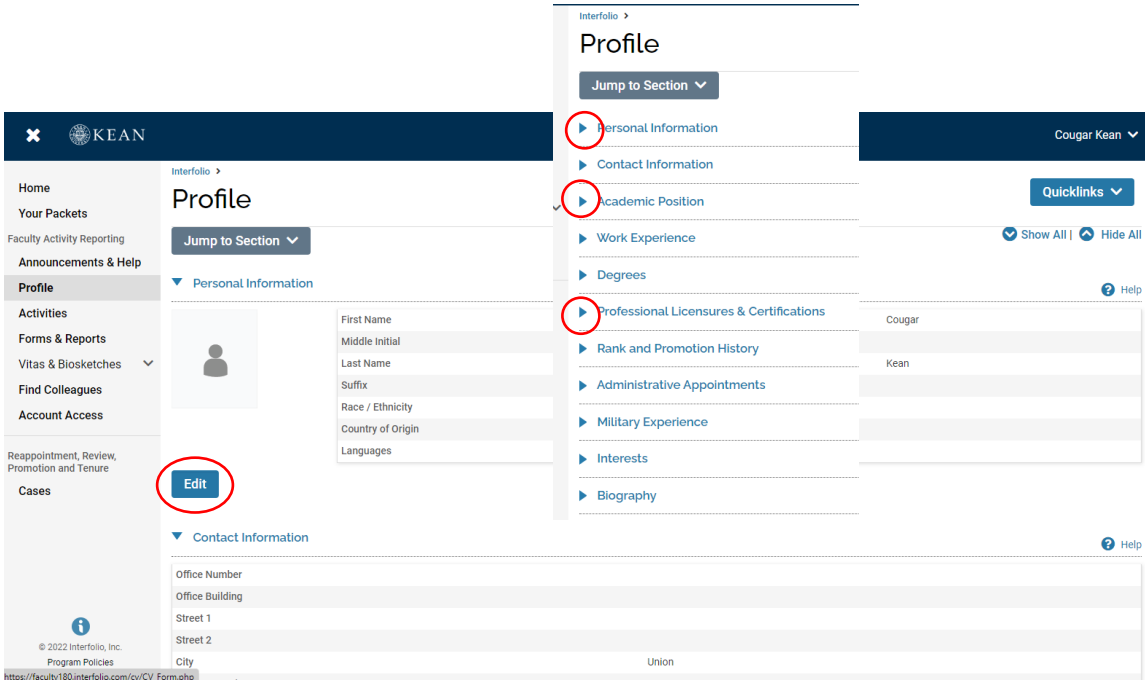 Interfolio >
Profile
Jump to Section
Personal Information
Contact Information
Academic Position
Work Experience
Degrees
Professional Licensures & Certifications
Rank and Promotion History
Administrative Appointments
Military Experience
Interests
Biography
KEAN
Cougar Kean
Home
Your Packets
Faculty Activity Reporting
Announcements & Help
Profile
Activities
Forms & Reports
Vitas & Biosketches
Find Colleagues
Account Access
Reappointment, Review,
Promotion and Tenure
Cases
© 2022 Interfolio, Inc.
Program Policies
https://faculty180.interfolio.com/cv/CV_Form.php
Interfolio >
Profile
Quicklinks
Jump to Section
Show All | Hide All
Personal Information
Help
First Name Cougar
Middle Initial
Last Name Kean
Suffix
Race / Ethnicity
Country of Origin
Languages
Edit
Contact Information
Help
Office Number
Office Building
Street 1
Street 2
City Union